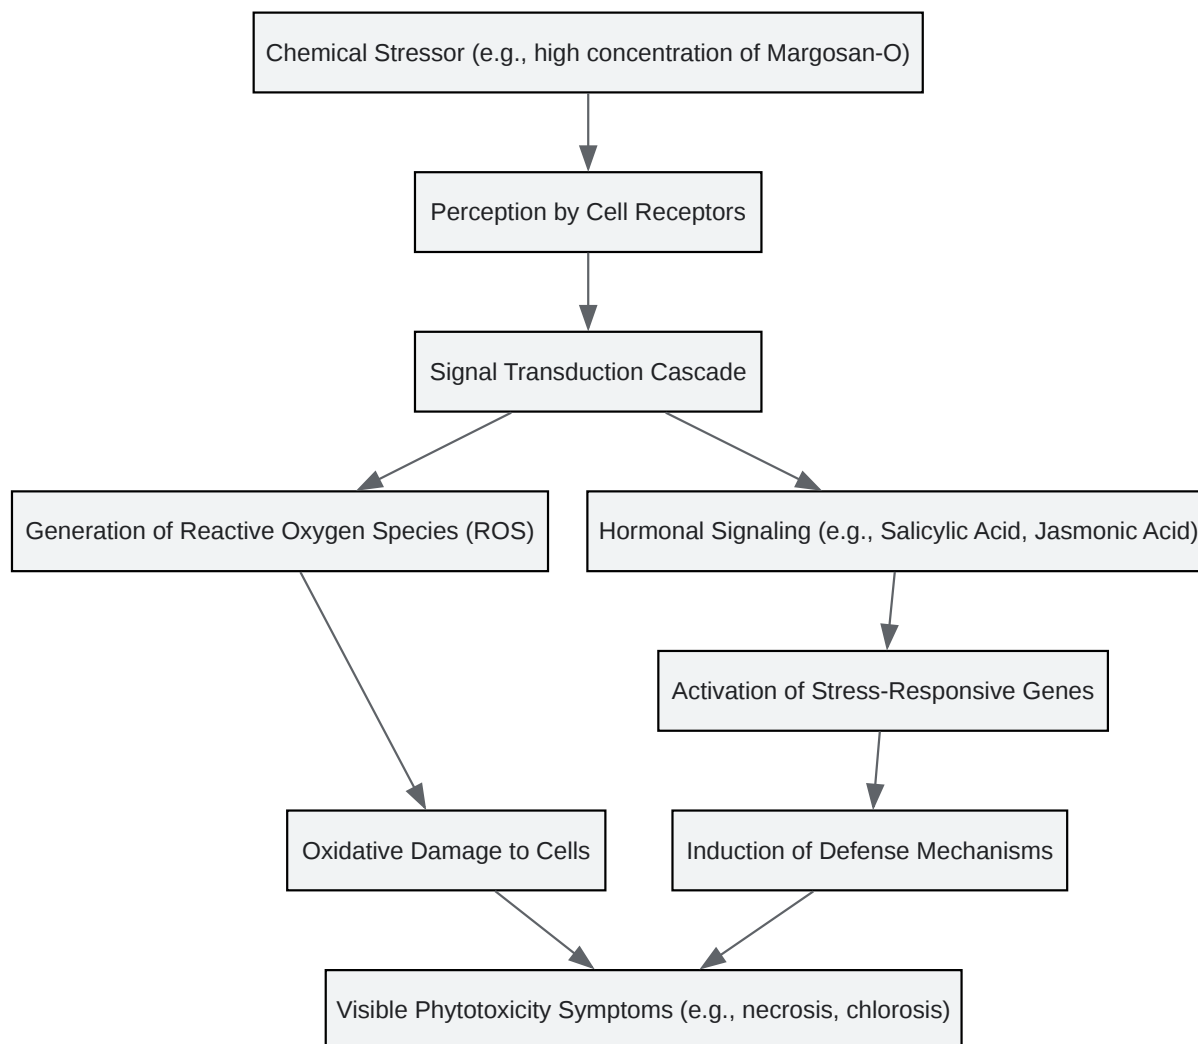 Chemical Stressor (e.g., high concentration of Margosan-O)
Perception by Cell Receptors
Signal Transduction Cascade
Generation of Reactive Oxygen Species (ROS)
Hormonal Signaling (e.g., Salicylic Acid, Jasmonic Acid)
Activation of Stress-Responsive Genes
Oxidative Damage to Cells
Induction of Defense Mechanisms
Visible Phytotoxicity Symptoms (e.g., necrosis, chlorosis)